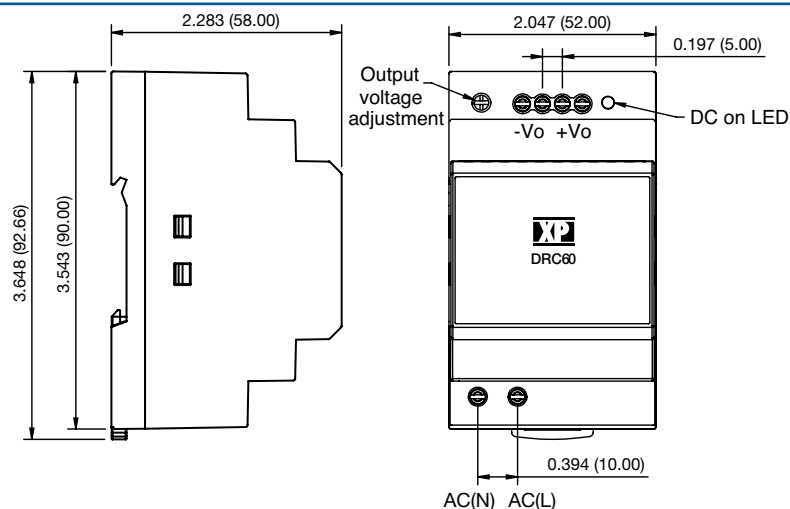 2.283 (58.00)
2.047 (52.00)
0.197 (5.00)
Output
voltage
adjustment
DC on LED
-Vo +Vo
3.648 (92.66)
3.543 (90.00)
XP
DRC60
0.394 (10.00)
AC(N) AC(L)